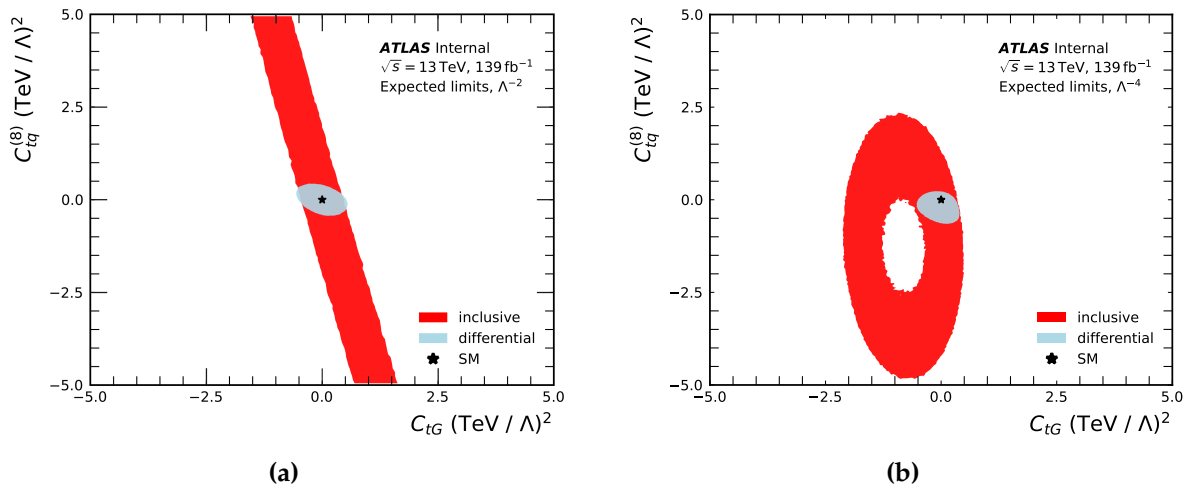 5.0
2.5
0.0
−2.5
−5.0
−5.0 −2.5 0.0 2.5 5.0
C_{tG} (TeV / Λ)²
C_{tq}^{(8)} (TeV / Λ)²
ATLAS Internal
√s = 13 TeV, 139 fb⁻¹
Expected limits, Λ⁻²
inclusive
differential
SM
(a)
5.0
2.5
0.0
−2.5
−5.0
−5.0 −2.5 0.0 2.5 5.0
C_{tG} (TeV / Λ)²
C_{tq}^{(8)} (TeV / Λ)²
ATLAS Internal
√s = 13 TeV, 139 fb⁻¹
Expected limits, Λ⁻⁴
inclusive
differential
SM
(b)